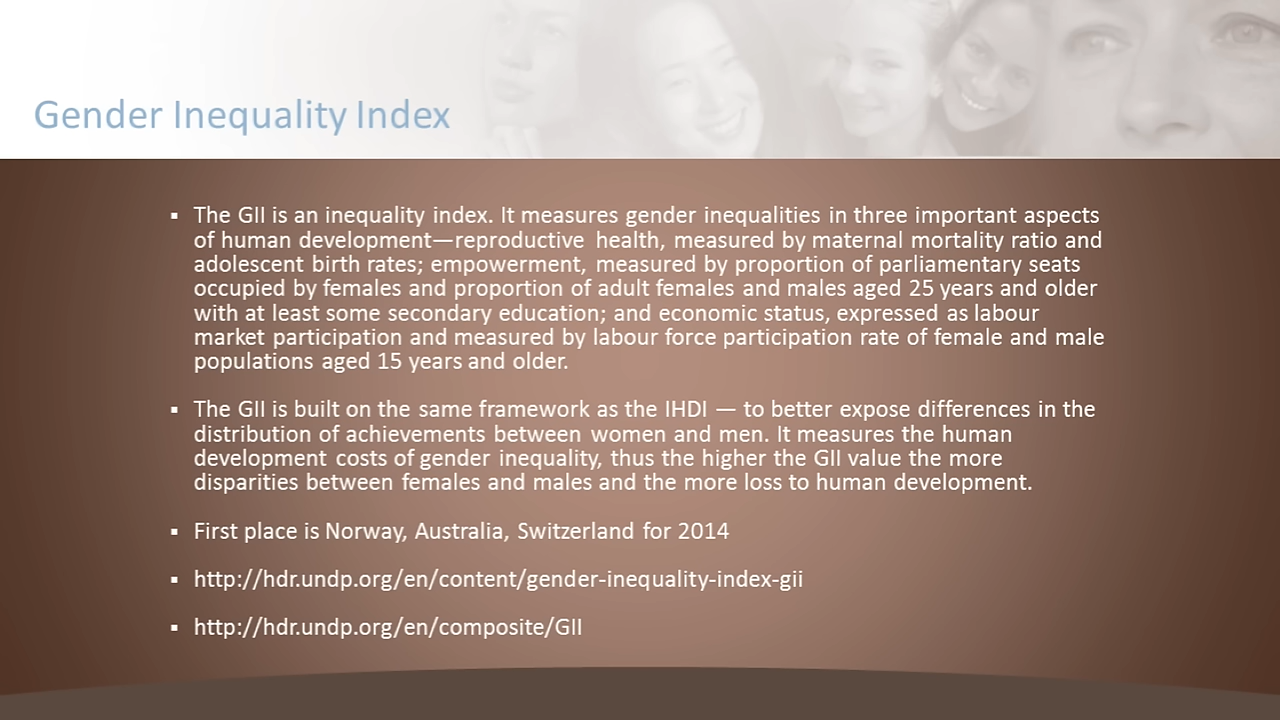 Gender Inequality Index
▪ The GII is an inequality index. It measures gender inequalities in three important aspects
of human development—reproductive health, measured by maternal mortality ratio and
adolescent birth rates; empowerment, measured by proportion of parliamentary seats
occupied by females and proportion of adult females and males aged 25 years and older
with at least some secondary education; and economic status, expressed as labour
market participation and measured by labour force participation rate of female and male
populations aged 15 years and older.
▪ The GII is built on the same framework as the IHDI — to better expose differences in the
distribution of achievements between women and men. It measures the human
development costs of gender inequality, thus the higher the GII value the more
disparities between females and males and the more loss to human development.
▪ First place is Norway, Australia, Switzerland for 2014
▪ http://hdr.undp.org/en/content/gender-inequality-index-gii
▪ http://hdr.undp.org/en/composite/GII